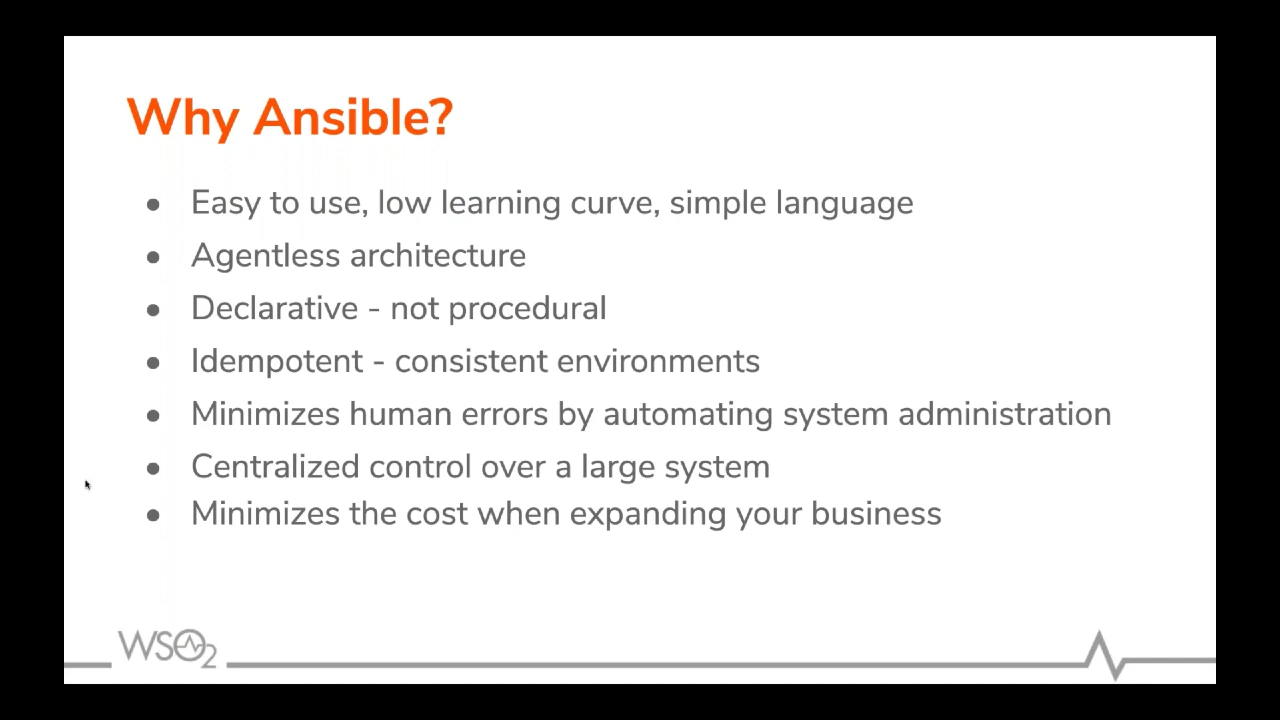 Why Ansible?
● Easy to use, low learning curve, simple language
● Agentless architecture
● Declarative - not procedural
● Idempotent - consistent environments
● Minimizes human errors by automating system administration
● Centralized control over a large system
● Minimizes the cost when expanding your business
WSO2